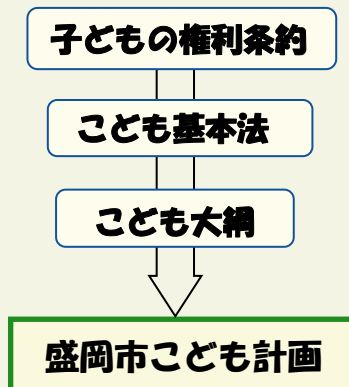 子どもの権利条約
こども基本法
こども大綱
盛岡市こども計画